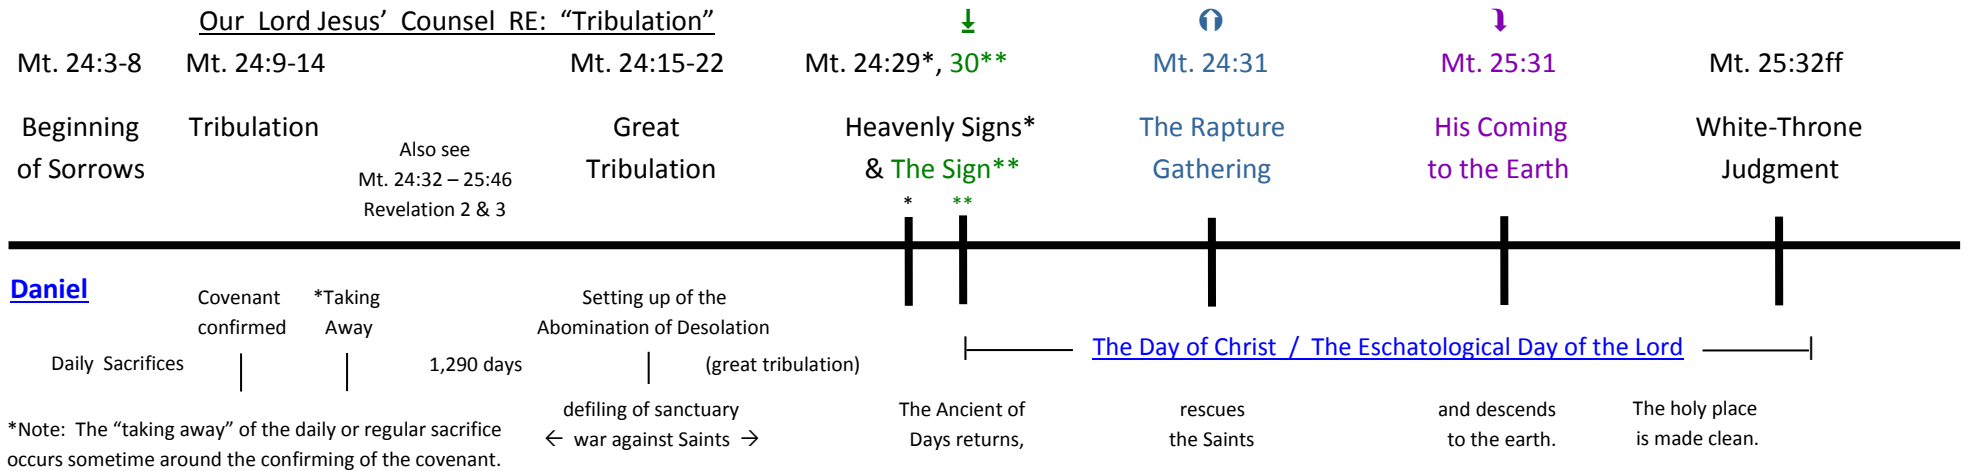 Our Lord Jesus’ Counsel RE: “Tribulation”
Mt. 24:3-8 Mt. 24:9-14 Mt. 24:15-22 Mt. 24:29*, 30** Mt. 24:31 Mt. 25:31 Mt. 25:32ff
Beginning
of Sorrows
Tribulation
Also see
Mt. 24:32 – 25:46
Revelation 2 & 3
Great
Tribulation
Heavenly Signs*
& The Sign**
* **
The Rapture
Gathering
His Coming
to the Earth
White-Throne
Judgment
Daniel
Daily Sacrifices
Covenant
confirmed
*Taking
Away
1,290 days
Setting up of the
Abomination of Desolation
(great tribulation)
The Day of Christ / The Eschatological Day of the Lord
*Note: The “taking away” of the daily or regular sacrifice
occurs sometime around the confirming of the covenant.
defiling of sanctuary
← war against Saints →
The Ancient of
Days returns,
rescues
the Saints
and descends
to the earth.
The holy place
is made clean.